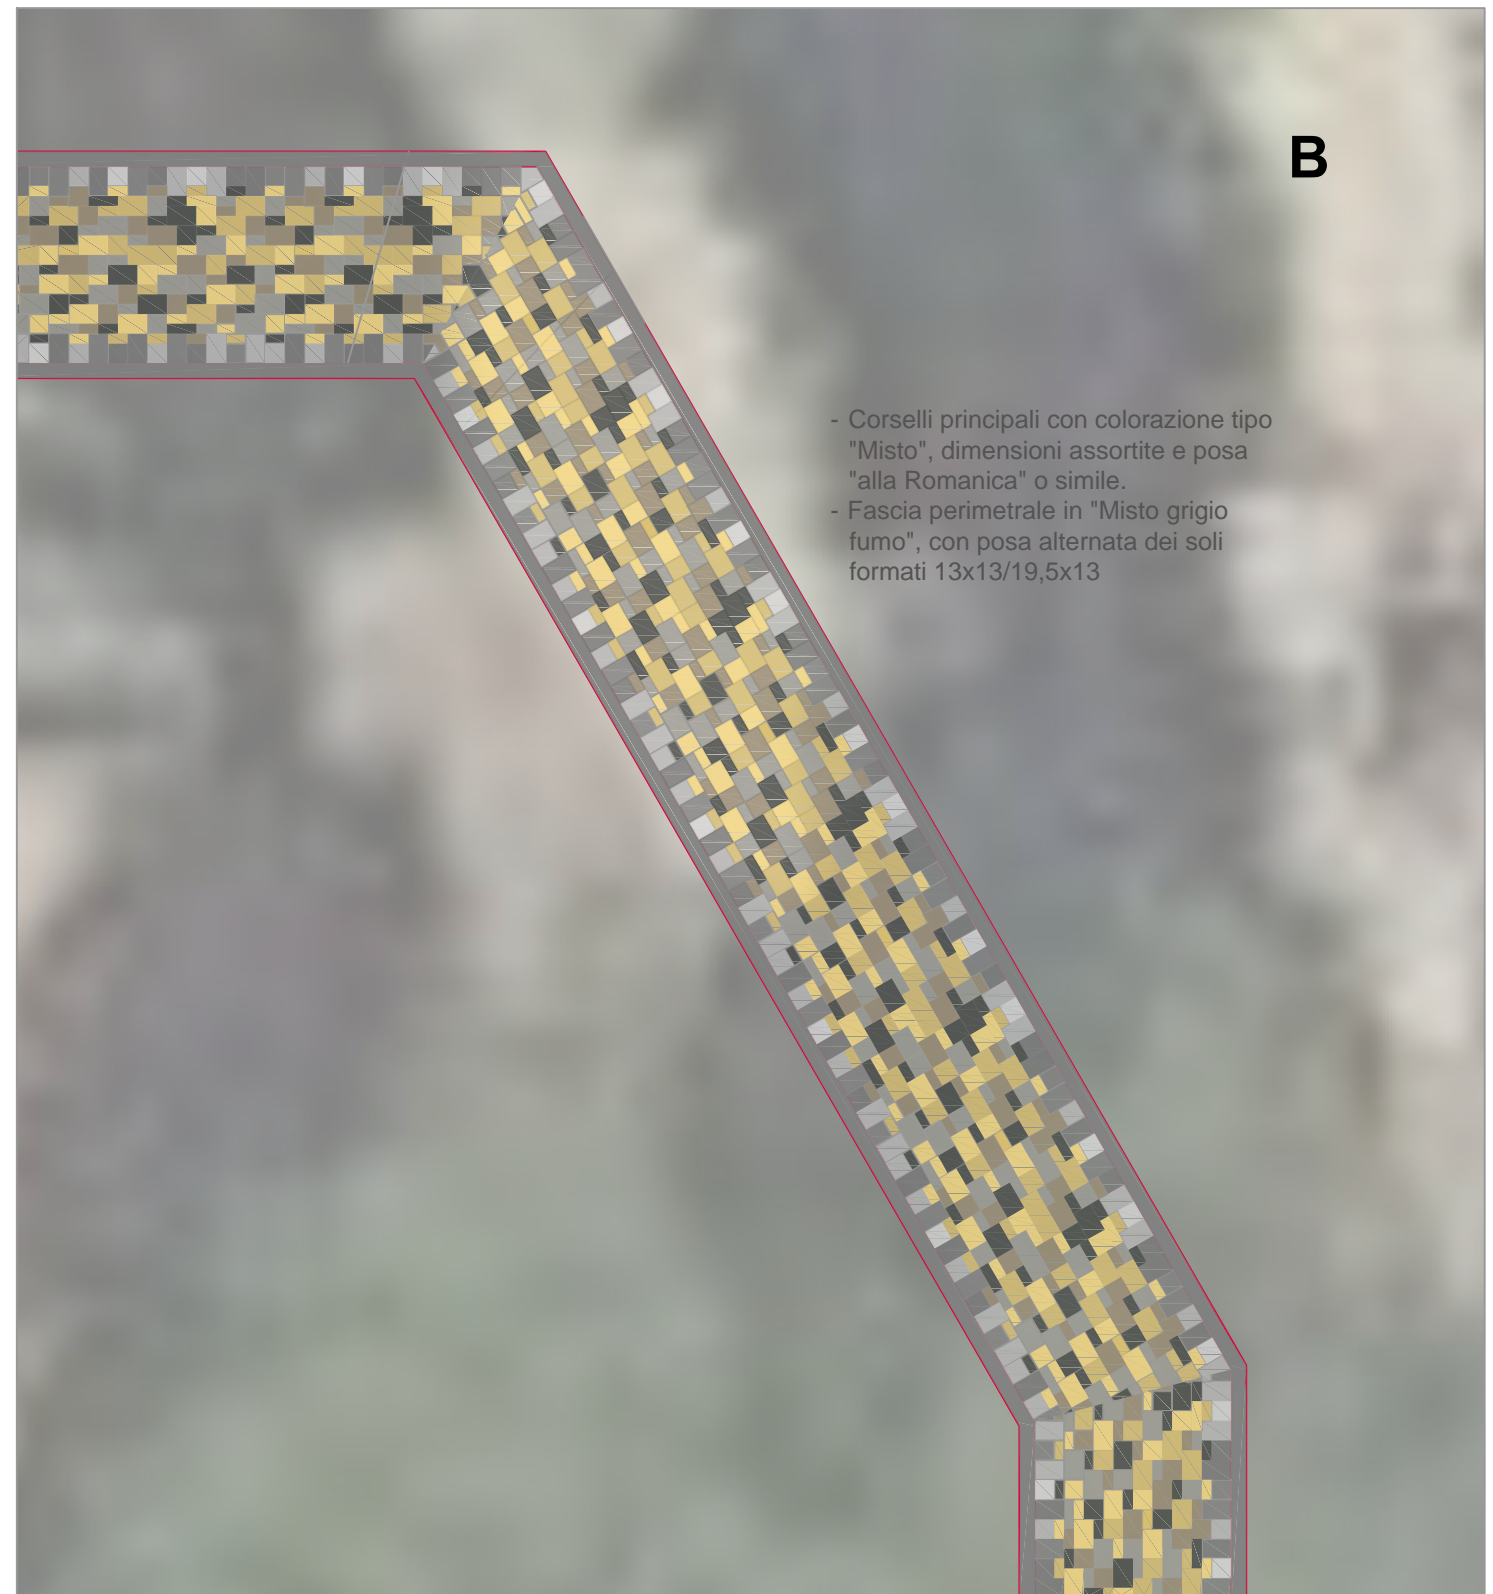 B
- Corselli principali con colorazione tipo
"Misto", dimensioni assortite e posa
"alla Romanica" o simile.
- Fascia perimetrale in "Misto grigio
fumo", con posa alternata dei soli
formati 13x13/19,5x13